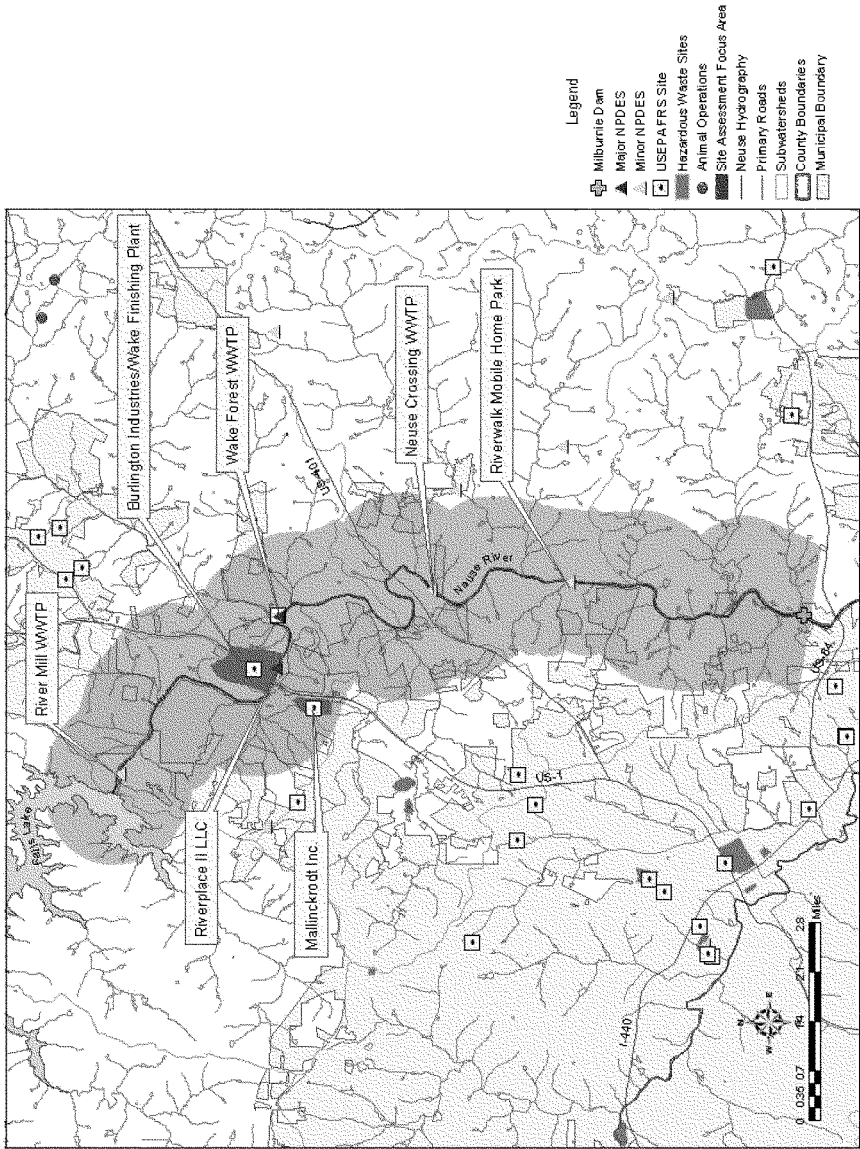 Falls Lake
River Mill WWTP
Burlington Industries/Wake Finishing Plant
Wake Forest WWTP
US-401
Neuse Crossing WWTP
Neuse River
Riverwalk Mobile Home Park
Riverplace II LLC
Mallinckrodt Inc.
US-1
US-64
I-440
N
W
E
S
0 0.35 0.7 1.4 2.1 2.8
Miles
Legend
Milburnie Dam
Major NPDES
Minor NPDES
USEPA FRS Site
Hazardous Waste Sites
Animal Operations
Site Assessment Focus Area
Neuse Hydrography
Primary Roads
Subwatersheds
County Boundaries
Municipal Boundary